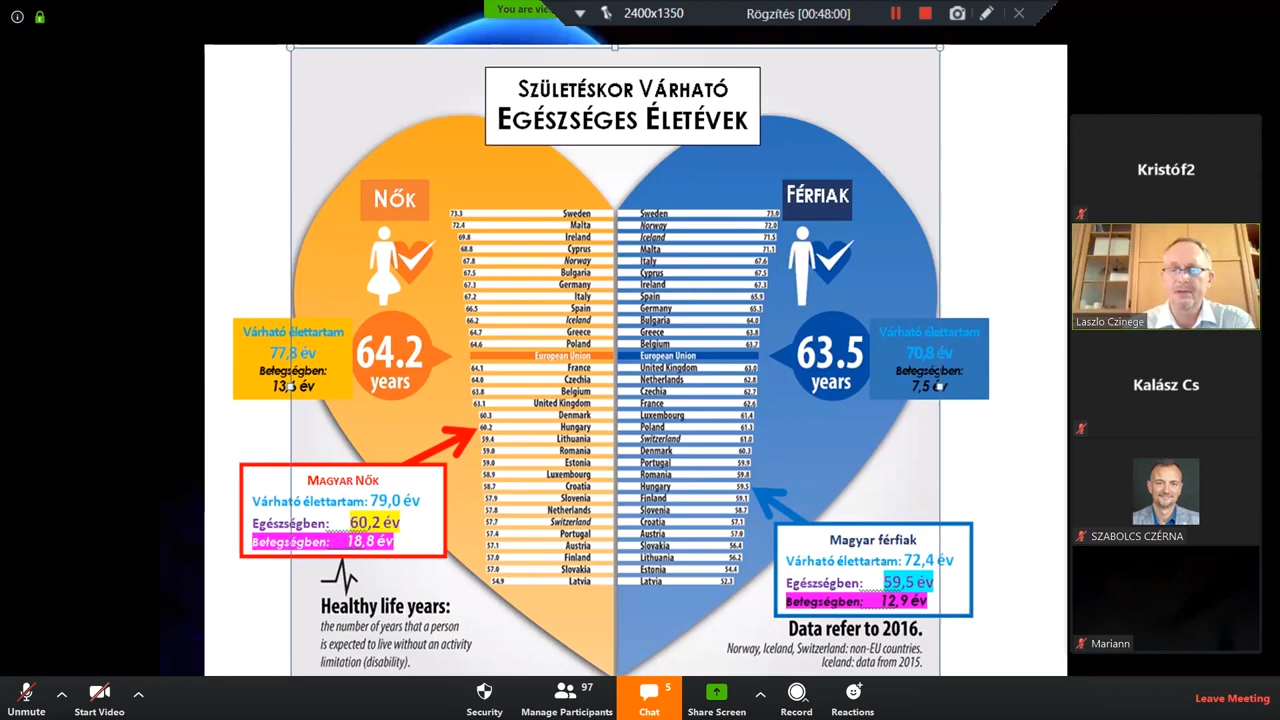 You are vie
2400x1350
Rögzítés [00:48:00]
SZÜLETÉSKOR VÁRHATÓ
EGÉSZSÉGES ÉLETÉVEK
NŐK
FÉRFIAK
73.3 Sweden
72.4 Malta
69.8 Ireland
68.8 Cyprus
67.8 Norway
67.5 Bulgaria
67.3 Germany
67.2 Italy
66.5 Spain
66.2 Iceland
64.7 Greece
64.6 Poland
European Union
64.1 France
64.0 Czechia
63.8 Belgium
63.1 United Kingdom
60.3 Denmark
60.2 Hungary
59.4 Lithuania
59.0 Romania
59.0 Estonia
58.9 Luxembourg
58.7 Croatia
57.9 Slovenia
57.8 Netherlands
57.7 Switzerland
57.4 Portugal
57.1 Austria
57.0 Finland
57.0 Slovakia
54.9 Latvia
Sweden 73.0
Norway 72.0
Iceland 71.5
Malta 71.1
Italy 67.6
Cyprus 67.5
Ireland 67.3
Spain 65.9
Germany 65.3
Bulgaria 64.0
Greece 63.8
Belgium 63.7
European Union
United Kingdom 63.0
Netherlands 62.8
Czechia 62.7
France 62.6
Luxembourg 61.4
Poland 61.3
Switzerland 61.0
Denmark 60.3
Portugal 59.9
Romania 59.8
Hungary 59.5
Finland 59.1
Slovenia 58.7
Croatia 57.1
Austria 57.0
Slovakia 56.4
Lithuania 56.2
Estonia 54.4
Latvia 52.3
Várható élettartam
77,8 év
Betegségben:
év
64.2
years
63.5
years
Várható élettartam
70,8 év
Betegségben:
7,5 év
MAGYAR NŐK
Várható élettartam: 79,0 év
Egészségben: 60,2 év
Betegségben: 18,8 év
Magyar férfiak
Várható élettartam: 72,4 év
Egészségben: 59,5 év
Betegségben: 12,9 év
Healthy life years:
the number of years that a person
is expected to live without an activity
limitation (disability).
Data refer to 2016.
Norway, Iceland, Switzerland: non-EU countries.
Iceland: data from 2015.
Kristóf2
Laszlo Czinege
Kalász Cs
SZABOLCS CZÉRNA
Mariann
Unmute
Start Video
Security
97
Manage Participants
5
Chat
Share Screen
Record
Reactions
Leave Meeting